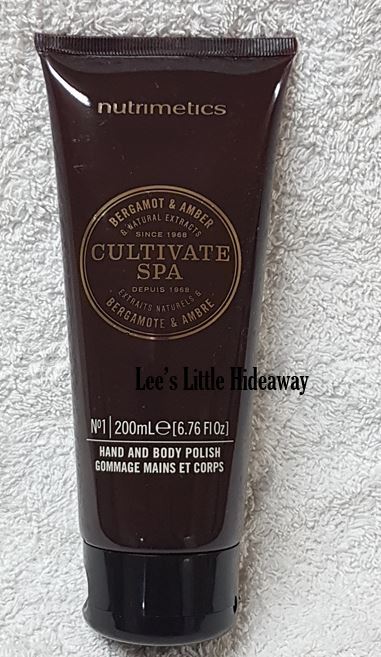 nutrimetics
BERGAMOT & AMBER
& NATURAL EXTRACTS
SINCE 1968
CULTIVATE
SPA
DEPUIS 1968
EXTRAITS NATURELS &
BERGAMOTE & AMBRE
Lee's Little Hideaway
Nº1 | 200mL℮[6.76 Fl Oz]
HAND AND BODY POLISH
GOMMAGE MAINS ET CORPS